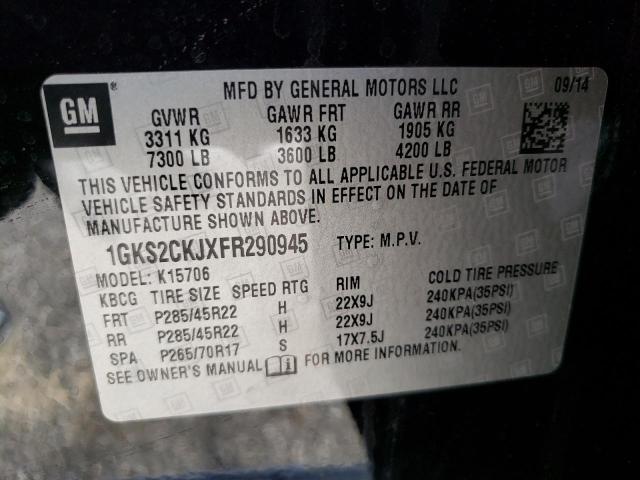 GM
MFD BY GENERAL MOTORS LLC 09/14
GVWR GAWR FRT GAWR RR
3311 KG 1633 KG 1905 KG
7300 LB 3600 LB 4200 LB
THIS VEHICLE CONFORMS TO ALL APPLICABLE U.S. FEDERAL MOTOR
VEHICLE SAFETY STANDARDS IN EFFECT ON THE DATE OF
MANUFACTURE SHOWN ABOVE.
1GKS2CKJXFR290945 TYPE: M.P.V.
MODEL: K15706
KBCG TIRE SIZE SPEED RTG RIM COLD TIRE PRESSURE
FRT P285/45R22 H 22X9J 240KPA(35PSI)
RR P285/45R22 H 22X9J 240KPA(35PSI)
SPA P265/70R17 S 17X7.5J 240KPA(35PSI)
SEE OWNER'S MANUAL FOR MORE INFORMATION.